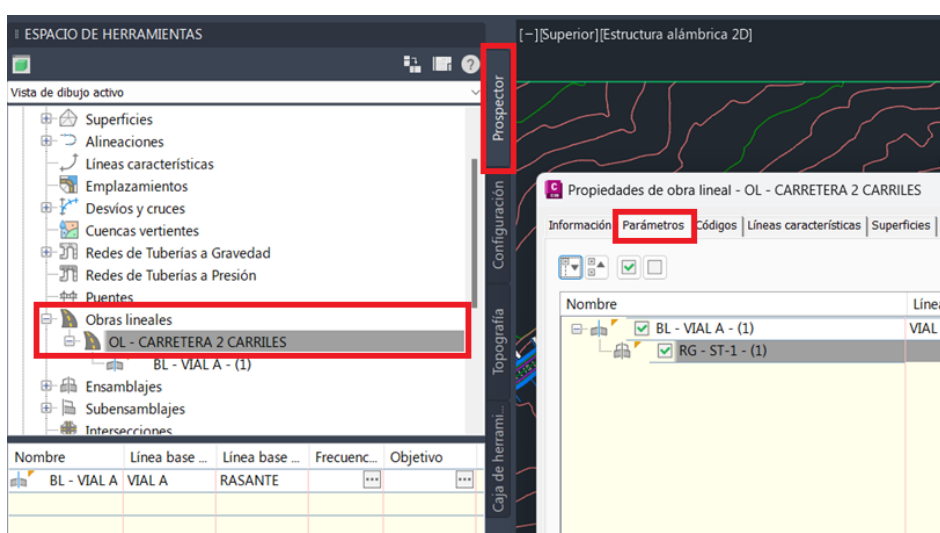 ESPACIO DE HERRAMIENTAS
[−][Superior][Estructura alámbrica 2D]
Vista de dibujo activo
Superficies
Alineaciones
Líneas características
Emplazamientos
Desvíos y cruces
Cuencas vertientes
Redes de Tuberías a Gravedad
Redes de Tuberías a Presión
Puentes
Obras lineales
OL - CARRETERA 2 CARRILES
BL - VIAL A - (1)
Ensamblajes
Subensamblajes
Intersecciones
Prospector
Configuración
Topografía
Caja de herrami...
Nombre Línea base ... Línea base ... Frecuenc... Objetivo
BL - VIAL A VIAL A RASANTE ... ...
Propiedades de obra lineal - OL - CARRETERA 2 CARRILES
Información Parámetros Códigos Líneas características Superficies
Nombre
BL - VIAL A - (1) VIAL
RG - ST-1 - (1)